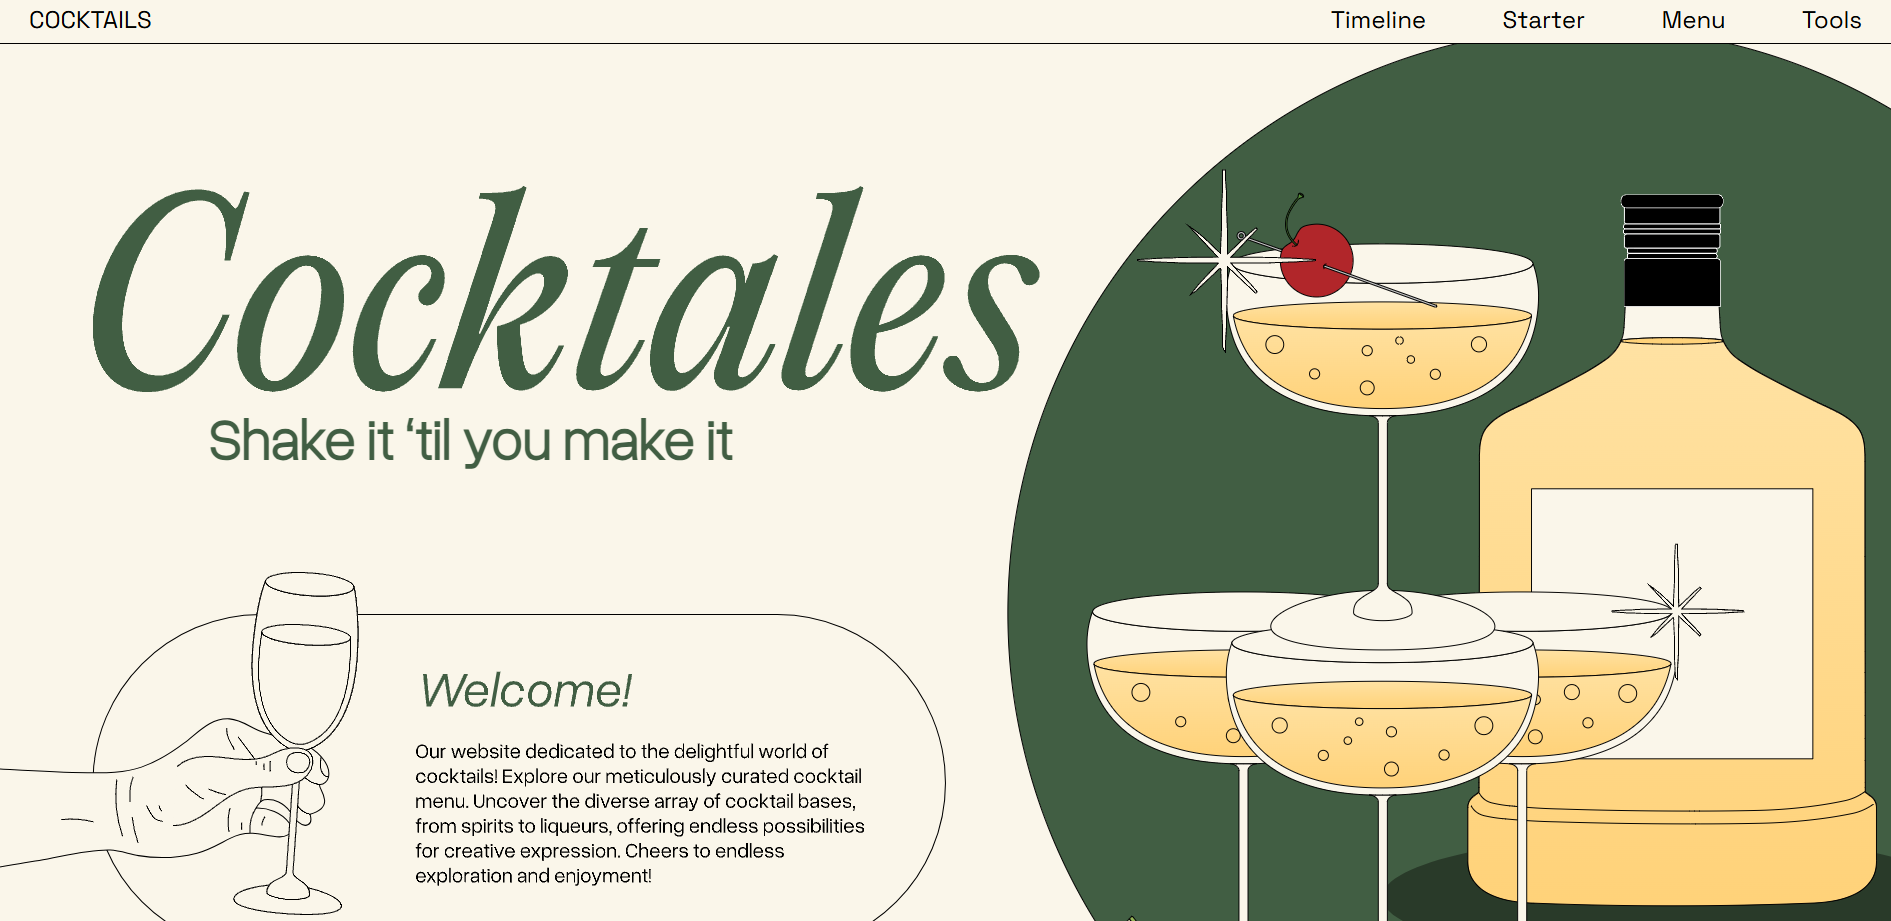 COCKTAILS
Timeline Starter Menu Tools
Cocktales
Shake it ‘til you make it
Welcome!
Our website dedicated to the delightful world of
cocktails! Explore our meticulously curated cocktail
menu. Uncover the diverse array of cocktail bases,
from spirits to liqueurs, offering endless possibilities
for creative expression. Cheers to endless
exploration and enjoyment!